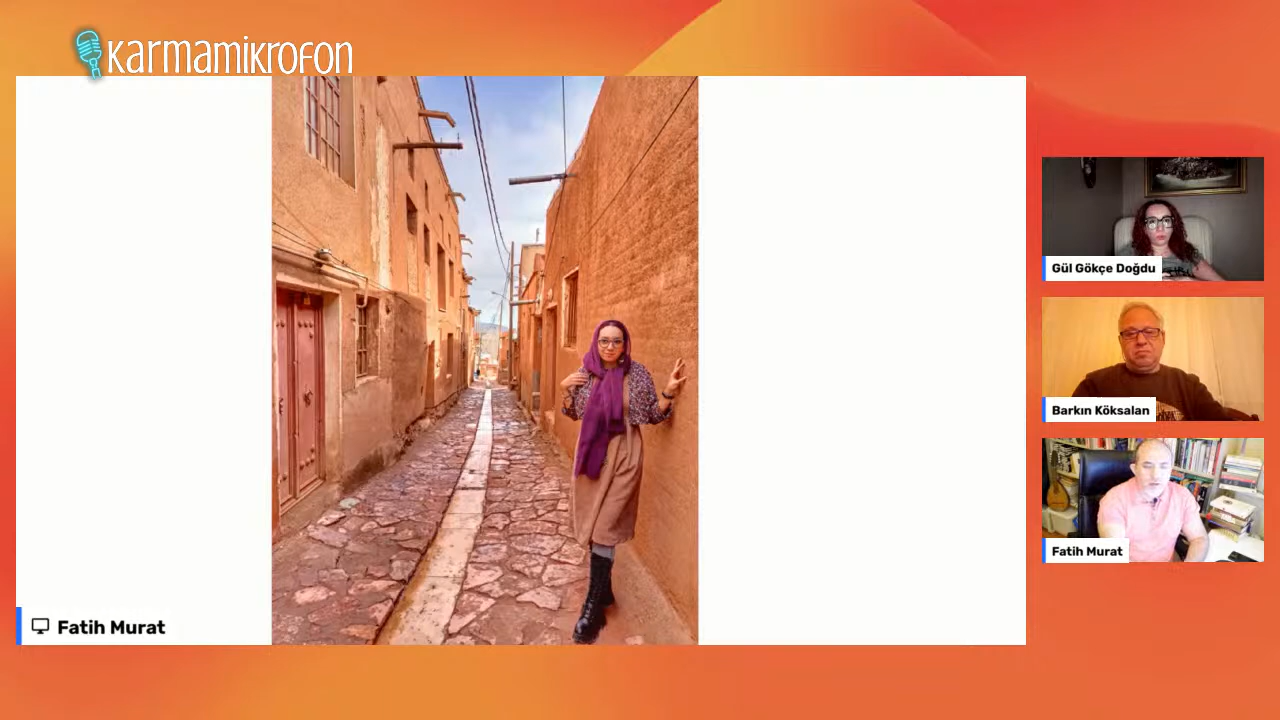 karmamikrofon
Gül Gökçe Doğdu
Barkın Köksalan
Fatih Murat
Fatih Murat